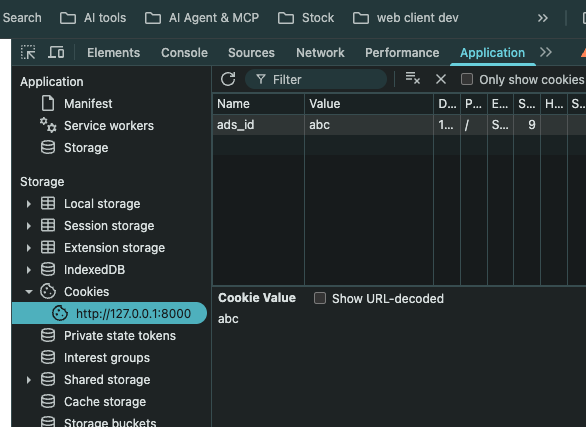 Search AI tools AI Agent & MCP Stock web client dev »
Elements Console Sources Network Performance Application »
Application
Filter Only show cookies
Manifest
Service workers
Storage
Name Value D... P... E... S... H... S...
ads_id abc 1... / S... 9
Storage
Local storage
Session storage
Extension storage
IndexedDB
Cookies
http://127.0.0.1:8000
Private state tokens
Interest groups
Shared storage
Cache storage
Storage buckets
Cookie Value Show URL-decoded
abc